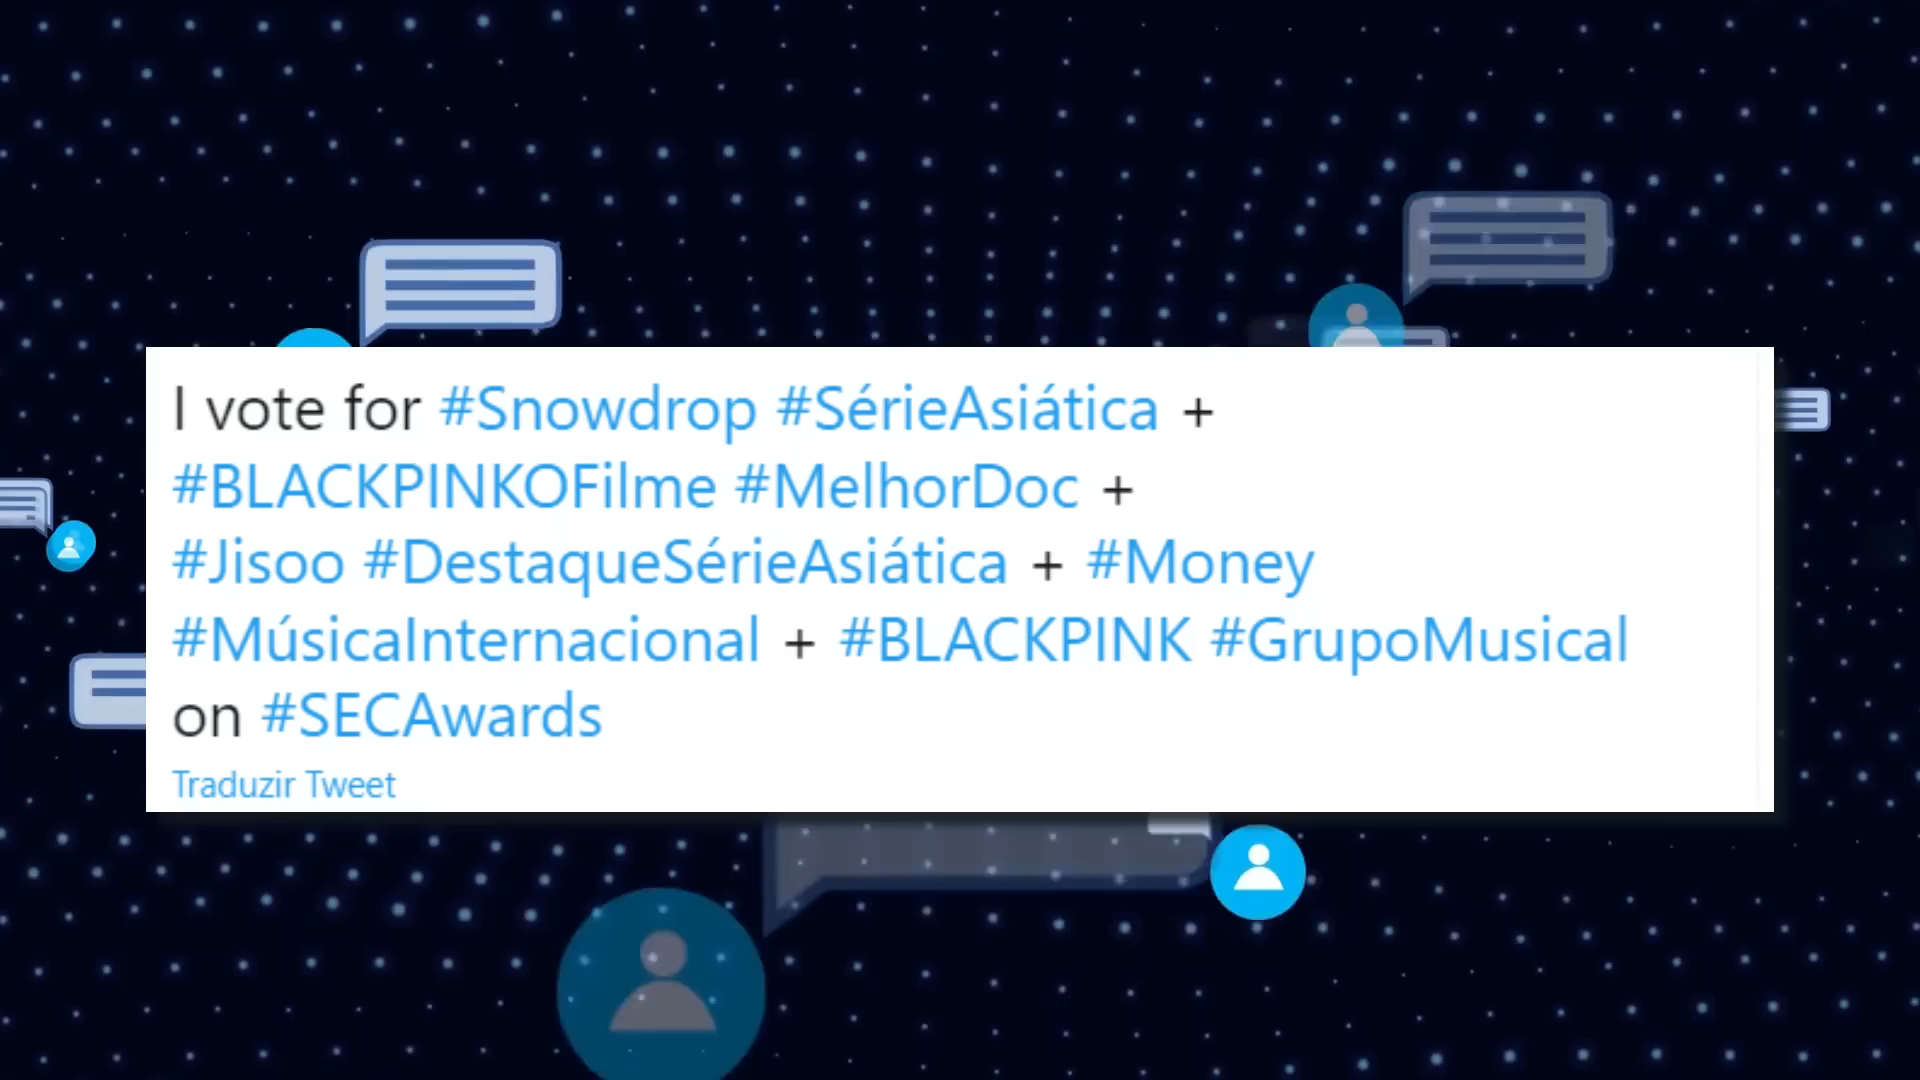 I vote for #Snowdrop #SérieAsiática +
#BLACKPINKOFilme #MelhorDoc +
#Jisoo #DestaqueSérieAsiática + #Money
#MúsicaInternacional + #BLACKPINK #GrupoMusical
on #SECAwards
Traduzir Tweet